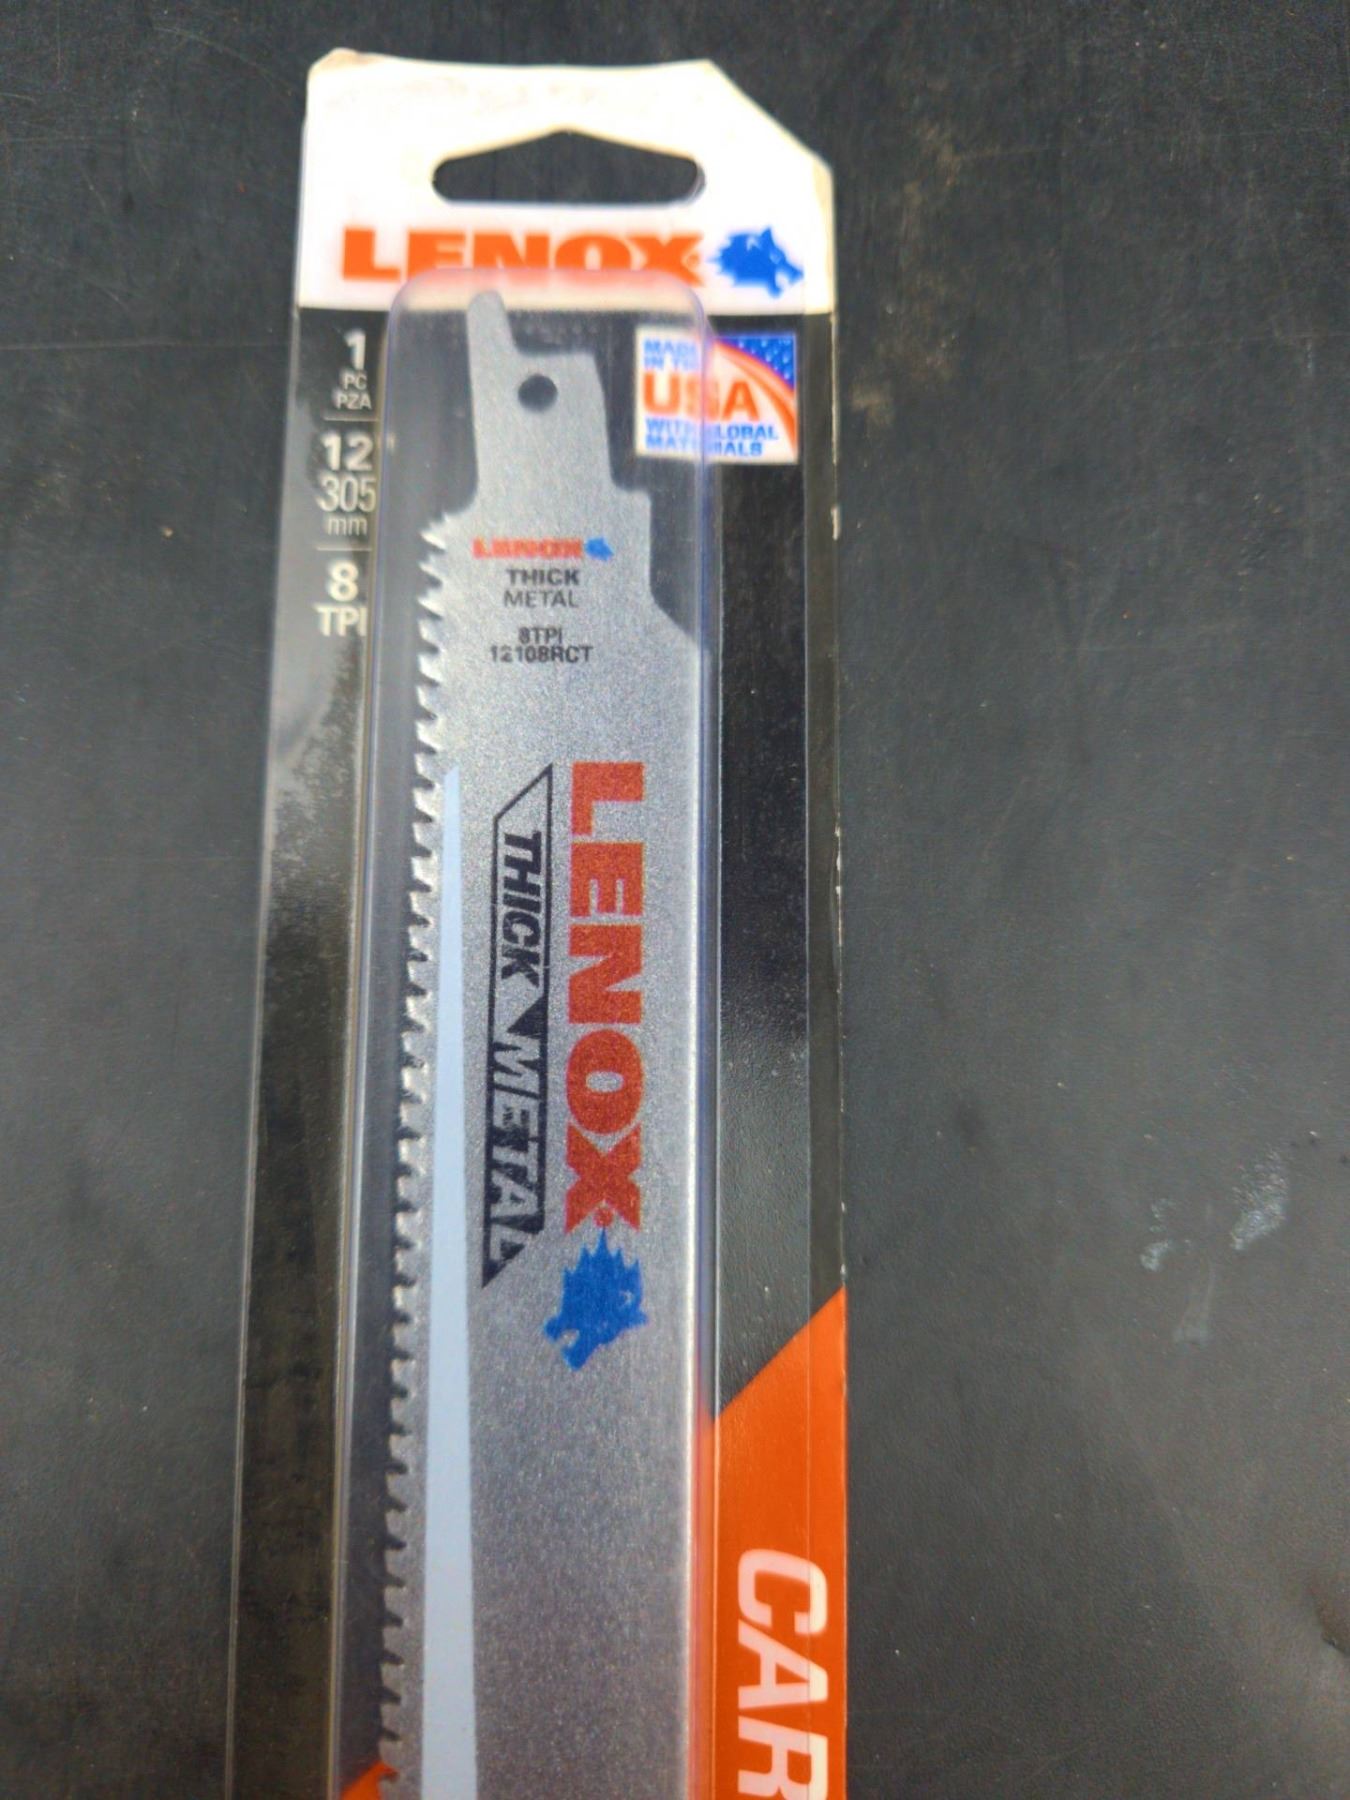 LENOX
1
PC
PZA
12"
305
mm
8
TPI
MADE
IN THE
USA
WITH GLOBAL
MATERIALS
LENOX
THICK
METAL
8TPI
12108RCT
LENOX
THICK METAL
CAR